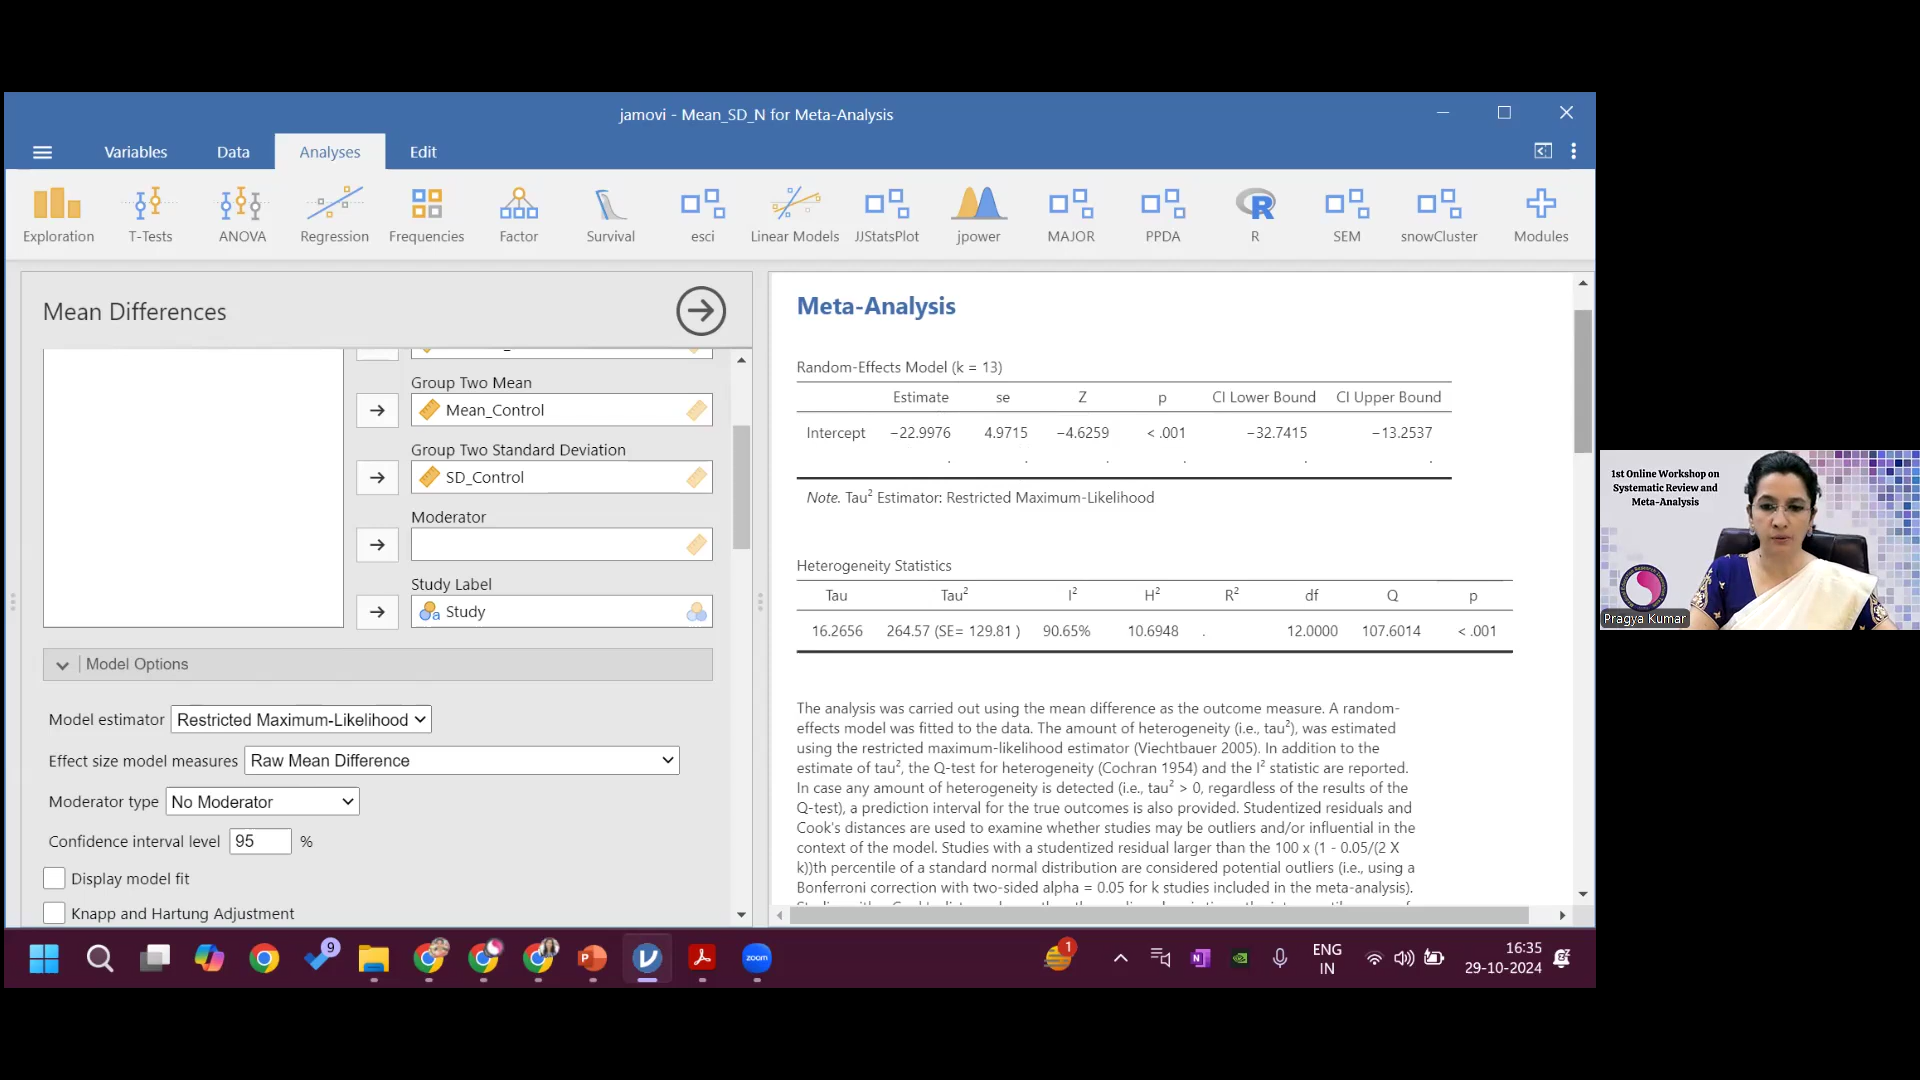 jamovi - Mean_SD_N for Meta-Analysis
Variables Data Analyses Edit
Exploration T-Tests ANOVA Regression Frequencies Factor Survival esci Linear Models JJStatsPlot jpower MAJOR PPDA R SEM snowCluster Modules
Mean Differences
Group Two Mean
Mean_Control
Group Two Standard Deviation
SD_Control
Moderator
Study Label
a Study
Model Options
Model estimator Restricted Maximum-Likelihood
Effect size model measures Raw Mean Difference
Moderator type No Moderator
Confidence interval level 95 %
Display model fit
Knapp and Hartung Adjustment
Meta-Analysis
Random-Effects Model (k = 13)
Estimate se Z p CI Lower Bound CI Upper Bound
Intercept −22.9976 4.9715 −4.6259 < .001 −32.7415 −13.2537
. . . . . .
Note. Tau² Estimator: Restricted Maximum-Likelihood
Heterogeneity Statistics
Tau Tau² I² H² R² df Q p
16.2656 264.57 (SE= 129.81 ) 90.65% 10.6948 . 12.0000 107.6014 < .001
The analysis was carried out using the mean difference as the outcome measure. A random-
effects model was fitted to the data. The amount of heterogeneity (i.e., tau²), was estimated
using the restricted maximum-likelihood estimator (Viechtbauer 2005). In addition to the
estimate of tau², the Q-test for heterogeneity (Cochran 1954) and the I² statistic are reported.
In case any amount of heterogeneity is detected (i.e., tau² > 0, regardless of the results of the
Q-test), a prediction interval for the true outcomes is also provided. Studentized residuals and
Cook's distances are used to examine whether studies may be outliers and/or influential in the
context of the model. Studies with a studentized residual larger than the 100 x (1 - 0.05/(2 X
k))th percentile of a standard normal distribution are considered potential outliers (i.e., using a
Bonferroni correction with two-sided alpha = 0.05 for k studies included in the meta-analysis).
1st Online Workshop on
Systematic Review and
Meta-Analysis
Pragya Kumar
9
zoom
1
ENG
IN
16:35
29-10-2024